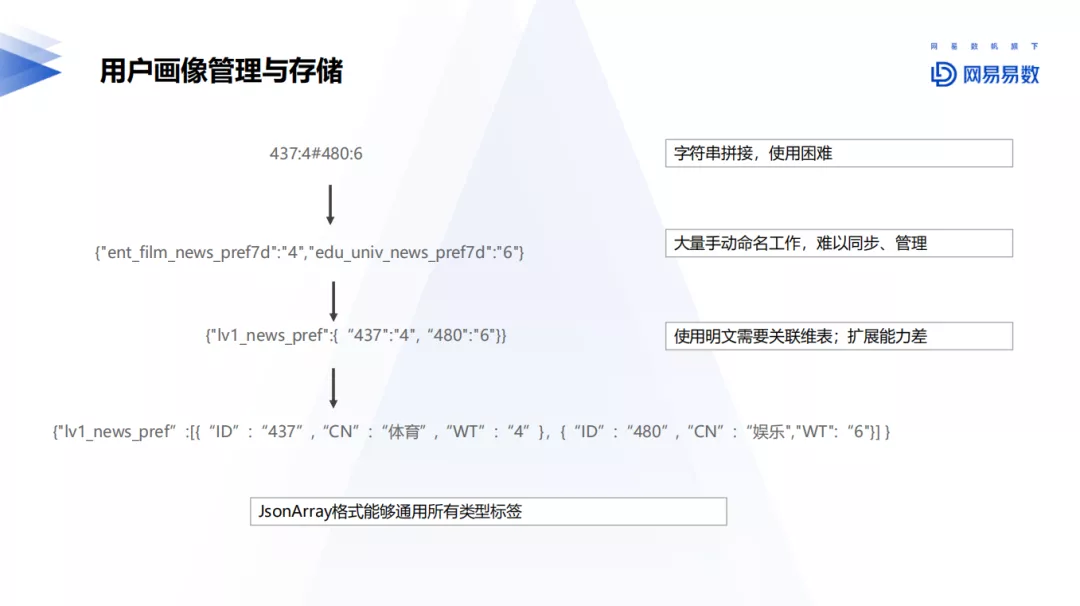 网易数帆旗下
用户画像管理与存储
网易易数
437:4#480:6
字符串拼接，使用困难
{"ent_film_news_pref7d":"4","edu_univ_news_pref7d":"6"}
大量手动命名工作，难以同步、管理
{"lv1_news_pref":{ “437":"4", “480":"6"}}
使用明文需要关联维表；扩展能力差
{"lv1_news_pref” :[{ “ID” : “437” , “CN” : “体育” , “WT” : “4” }, { “ID” : “480” , “CN” : “娱乐","WT": “6"}] }
JsonArray格式能够通用所有类型标签